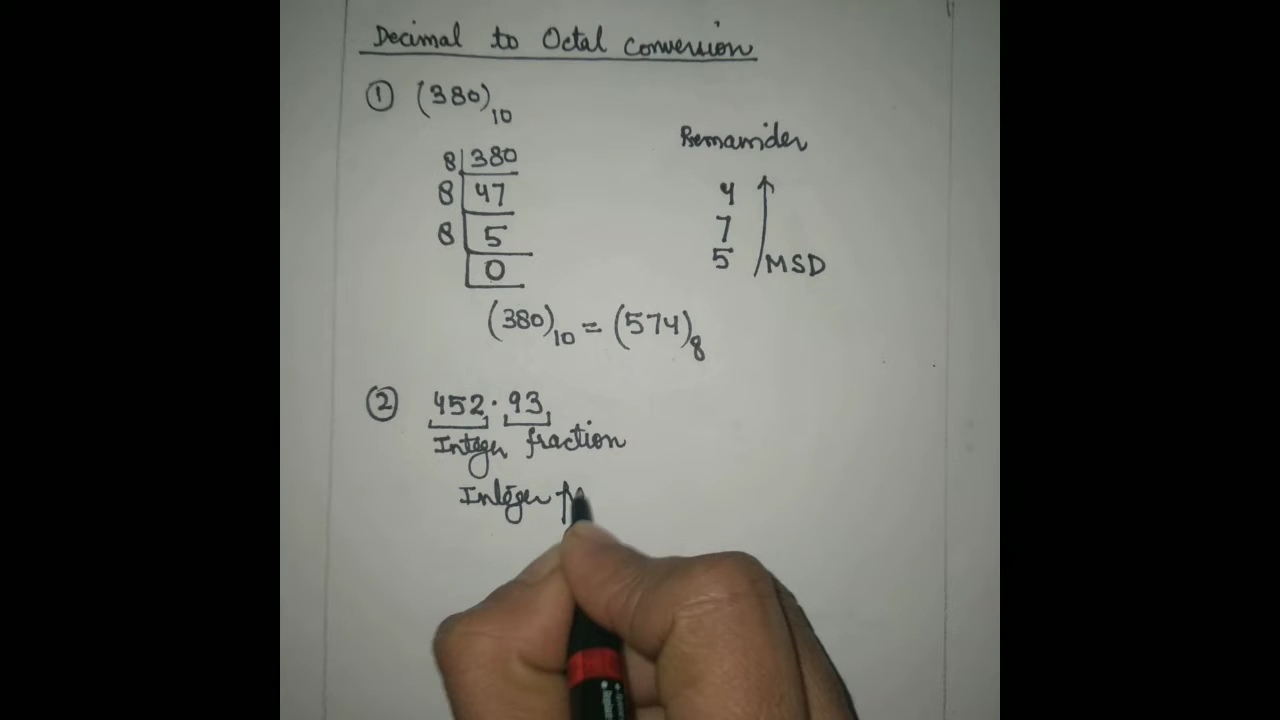 Decimal to Octal Conversion
① (380)10
Remainder
8 380
8 47 4
8 5 7
0 5 MSD
(380)10 = (574)8
② 452.93
Integer fraction
Integer